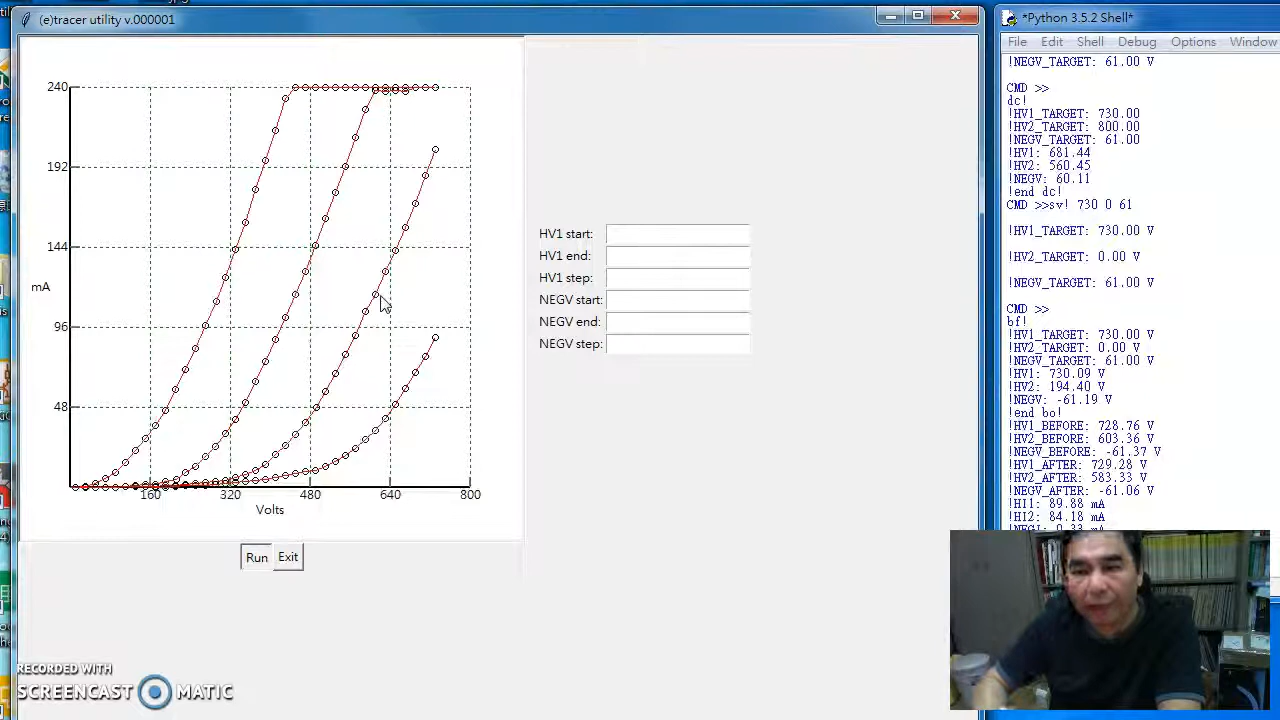 (e)tracer utility v.000001
240
192
144
mA
96
48
160
320
480
640
800
Volts
HV1 start:
HV1 end:
HV1 step:
NEGV start:
NEGV end:
NEGV step:
Run
Exit
RECORDED WITH
SCREENCAST MATIC
*Python 3.5.2 Shell*
File Edit Shell Debug Options Window
!NEGV_TARGET: 61.00 V
CMD >>
dc!
!HV1_TARGET: 730.00
!HV2_TARGET: 800.00
!NEGV_TARGET: 61.00
!HV1: 681.44
!HV2: 560.45
!NEGV: 60.11
!end dc!
CMD >>sv! 730 0 61
!HV1_TARGET: 730.00 V
!HV2_TARGET: 0.00 V
!NEGV_TARGET: 61.00 V
CMD >>
bf!
!HV1_TARGET: 730.00 V
!HV2_TARGET: 0.00 V
!NEGV_TARGET: 61.00 V
!HV1: 730.09 V
!HV2: 194.40 V
!NEGV: -61.19 V
!end bo!
!HV1_BEFORE: 728.76 V
!HV2_BEFORE: 603.36 V
!NEGV_BEFORE: -61.37 V
!HV1_AFTER: 729.28 V
!HV2_AFTER: 583.33 V
!NEGV_AFTER: -61.06 V
!HI1: 89.88 mA
!HI2: 84.18 mA
!NEGI: 0.33 mA